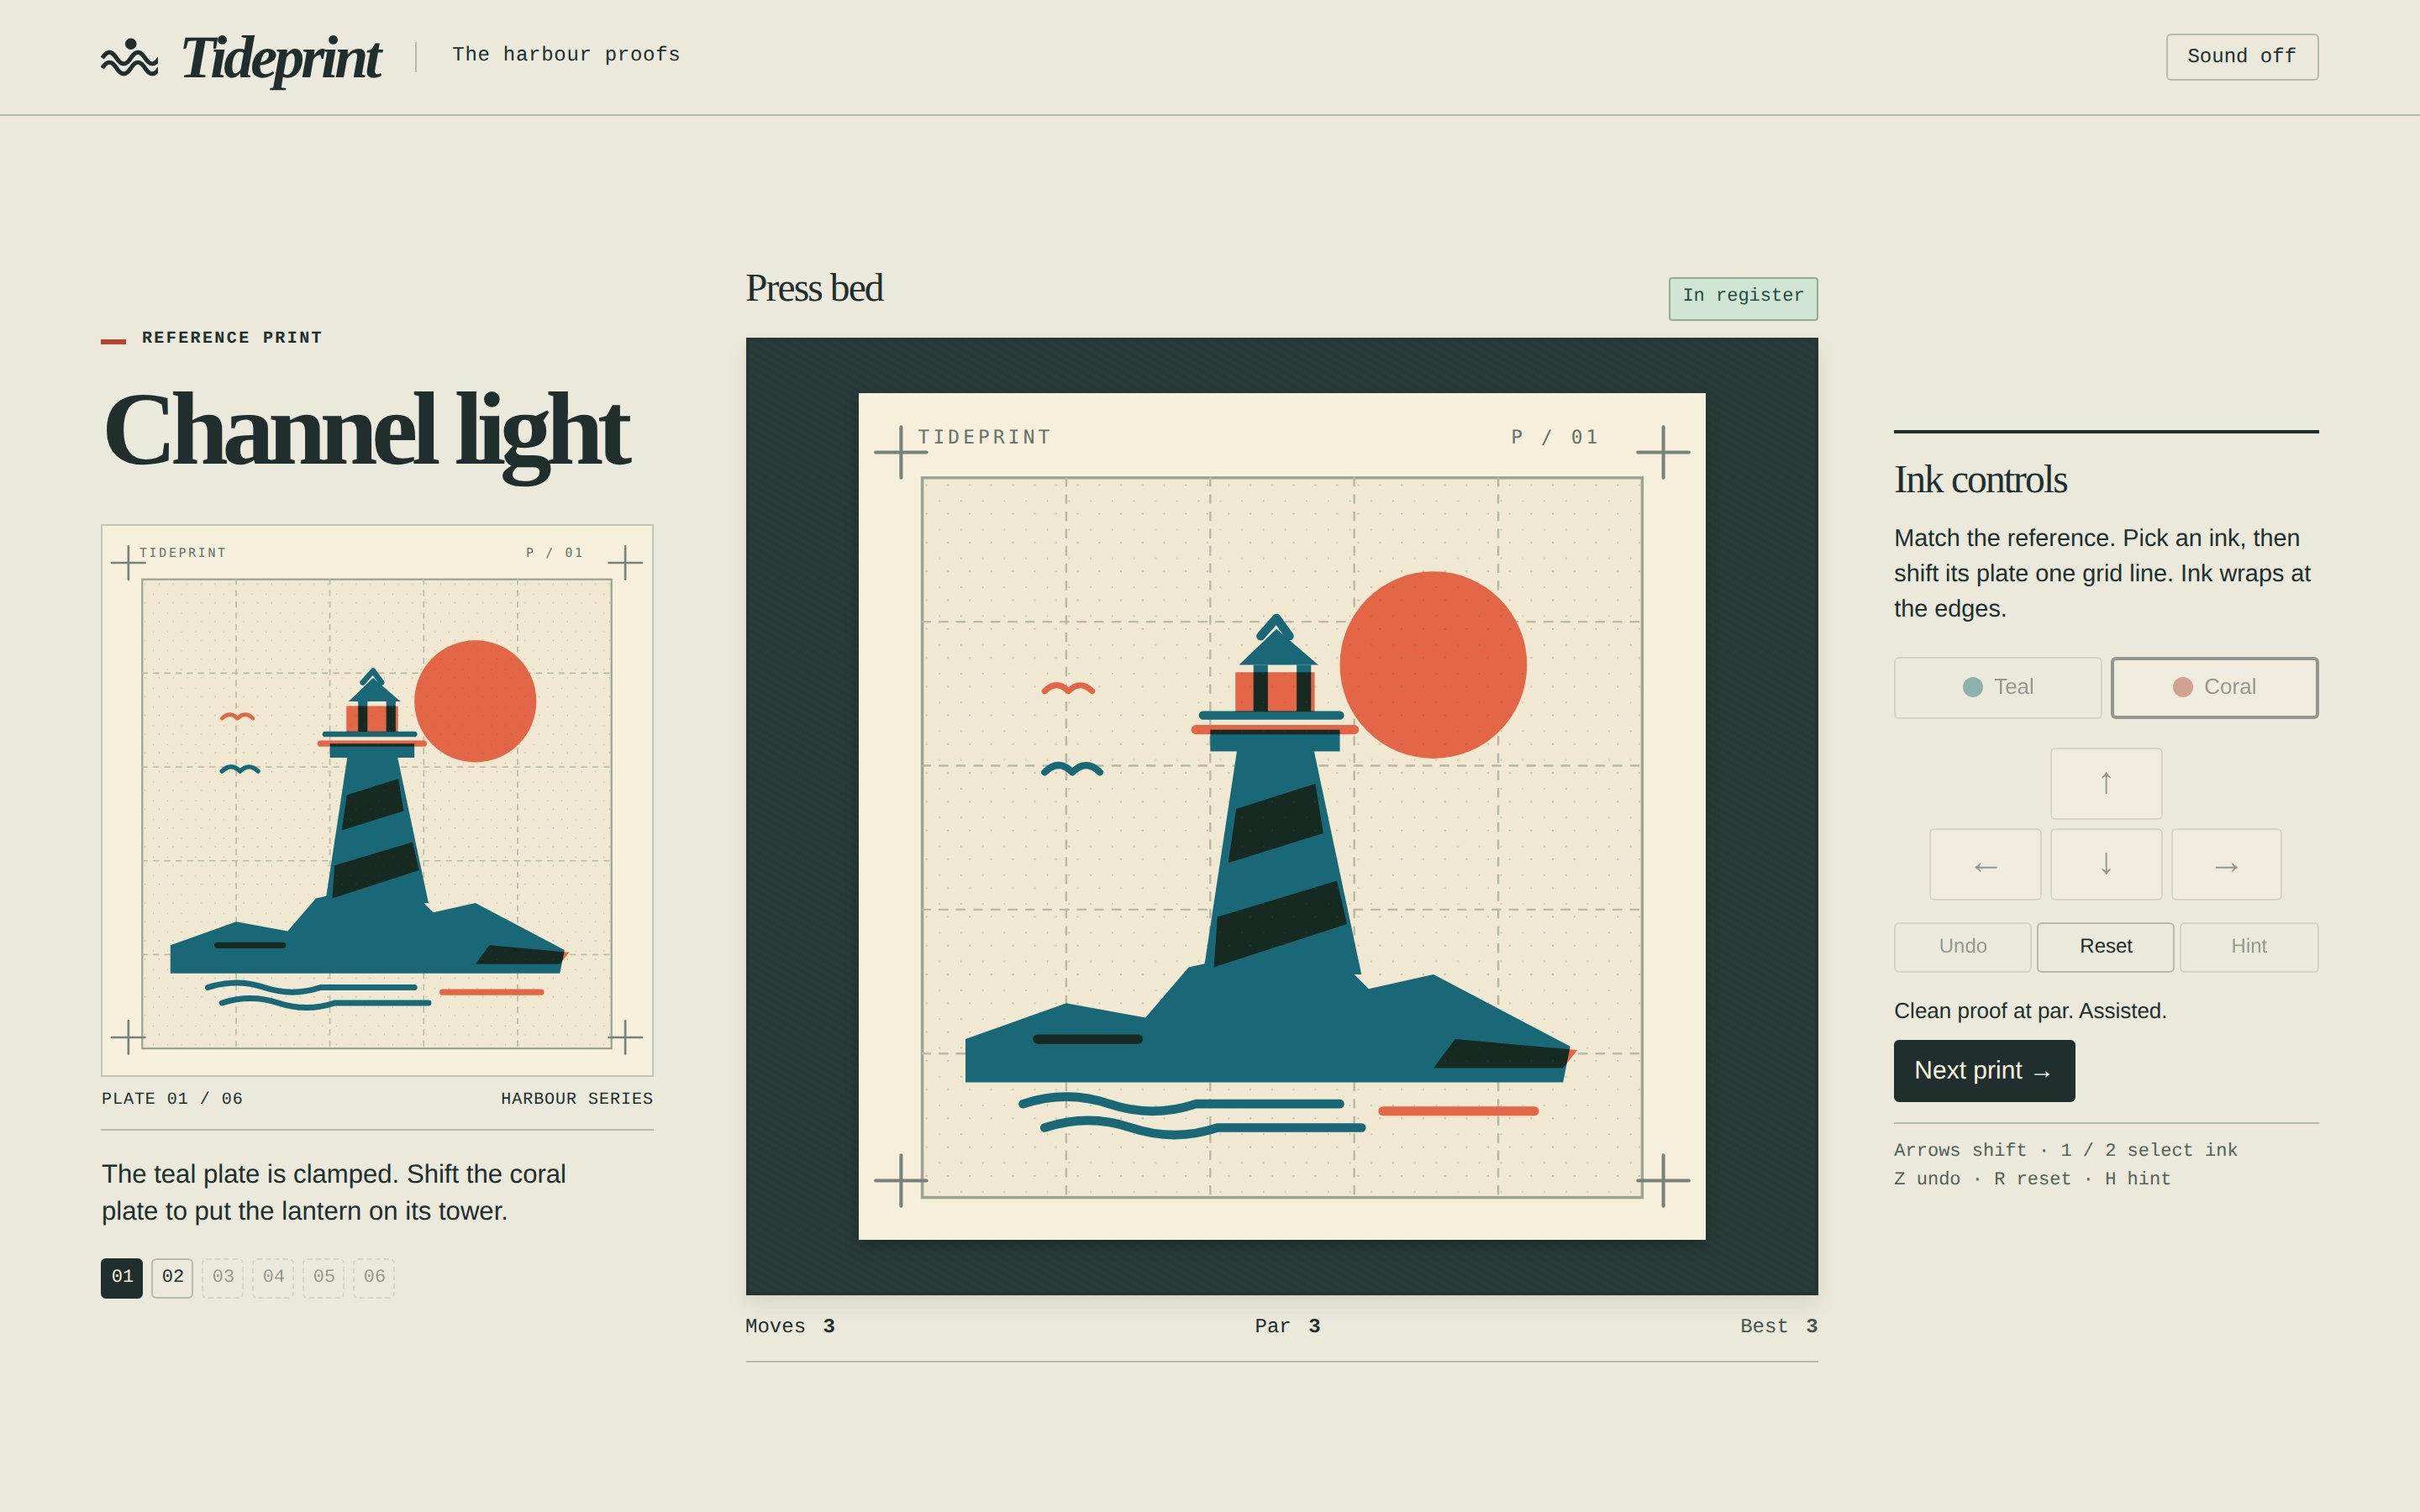 Tideprint
The harbour proofs
Sound off
REFERENCE PRINT
Channel light
TIDEPRINT P / 01
PLATE 01 / 06 HARBOUR SERIES
The teal plate is clamped. Shift the coral
plate to put the lantern on its tower.
01 02 03 04 05 06
Press bed
In register
TIDEPRINT P / 01
Moves 3 Par 3 Best 3
Ink controls
Match the reference. Pick an ink, then
shift its plate one grid line. Ink wraps at
the edges.
Teal Coral
↑
← ↓ →
Undo Reset Hint
Clean proof at par. Assisted.
Next print →
Arrows shift · 1 / 2 select ink
Z undo · R reset · H hint